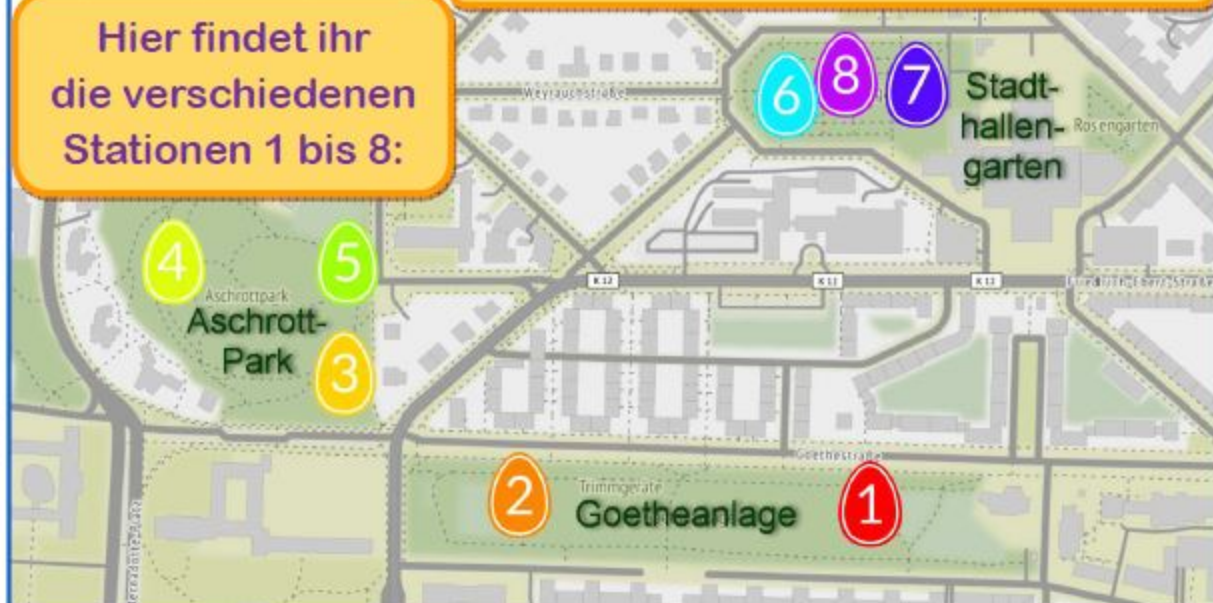 Hier findet ihr
die verschiedenen
Stationen 1 bis 8:
Weyrauchstraße
6
8
7
Stadt-
hallen-
garten
Rosengarten
4
5
Aschrottpark
Aschrott-
Park
3
K 12
K 11
K 11
Goethestraße
2
Trimmgeräte
Goetheanlage
1